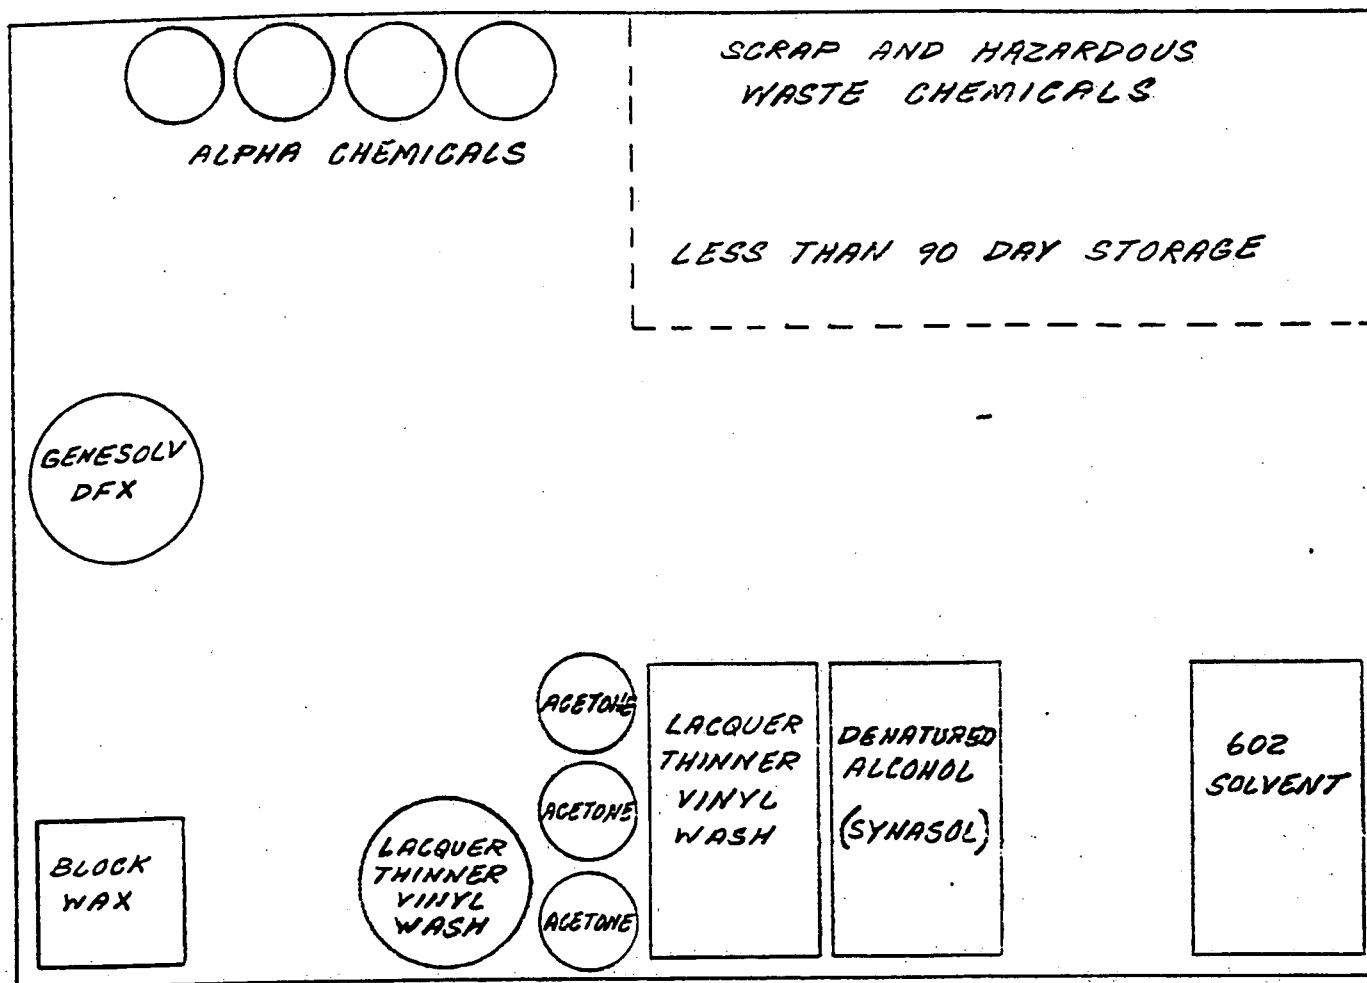 SCRAP AND HAZARDOUS
WASTE CHEMICALS
ALPHA CHEMICALS
LESS THAN 90 DAY STORAGE
GENESOLV
DFX
ACETONE
ACETONE
ACETONE
LACQUER
THINNER
VINYL
WASH
DENATURED
ALCOHOL
(SYNASOL)
602
SOLVENT
BLOCK
WAX
LACQUER
THINNER
VINYL
WASH